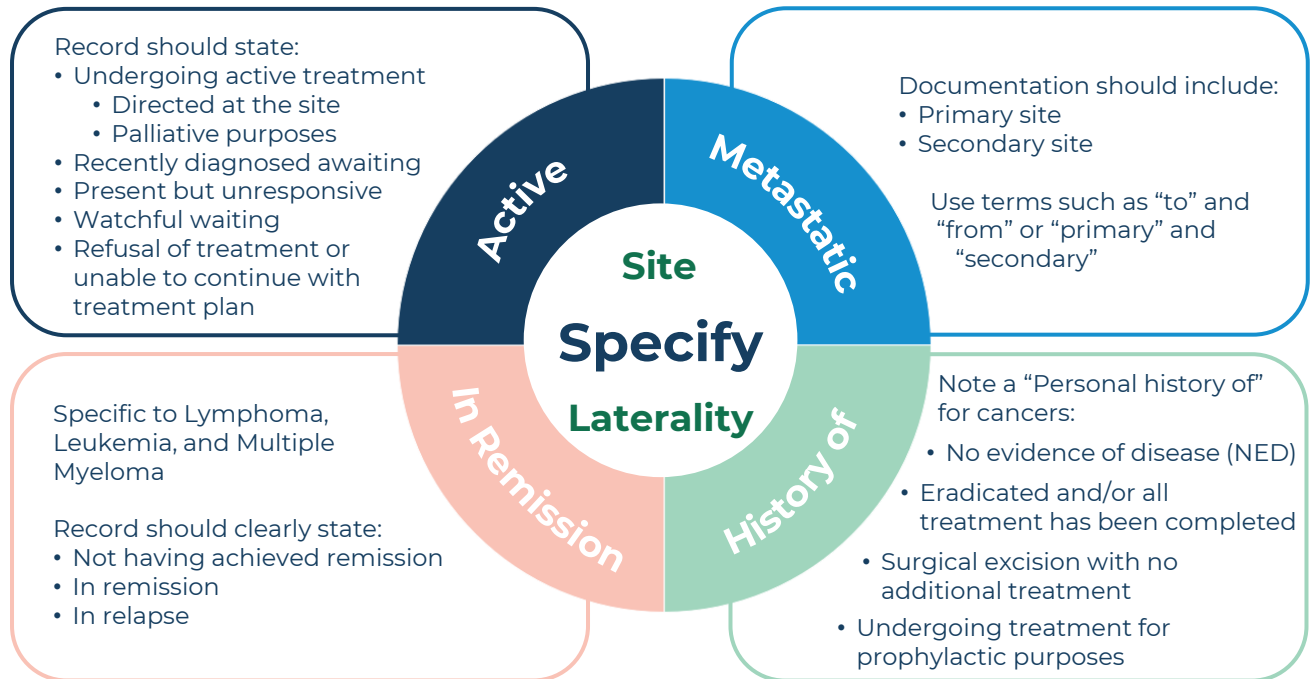 Record should state:
• Undergoing active treatment
• Directed at the site
• Palliative purposes
• Recently diagnosed awaiting
• Present but unresponsive
• Watchful waiting
• Refusal of treatment or
unable to continue with
treatment plan
Active
Metastatic
Documentation should include:
• Primary site
• Secondary site
Use terms such as “to” and
“from” or “primary” and
“secondary”
Site
Specify
Laterality
Specific to Lymphoma,
Leukemia, and Multiple
Myeloma
Record should clearly state:
• Not having achieved remission
• In remission
• In relapse
In Remission
History of
Note a “Personal history of”
for cancers:
• No evidence of disease (NED)
• Eradicated and/or all
treatment has been completed
• Surgical excision with no
additional treatment
• Undergoing treatment for
prophylactic purposes